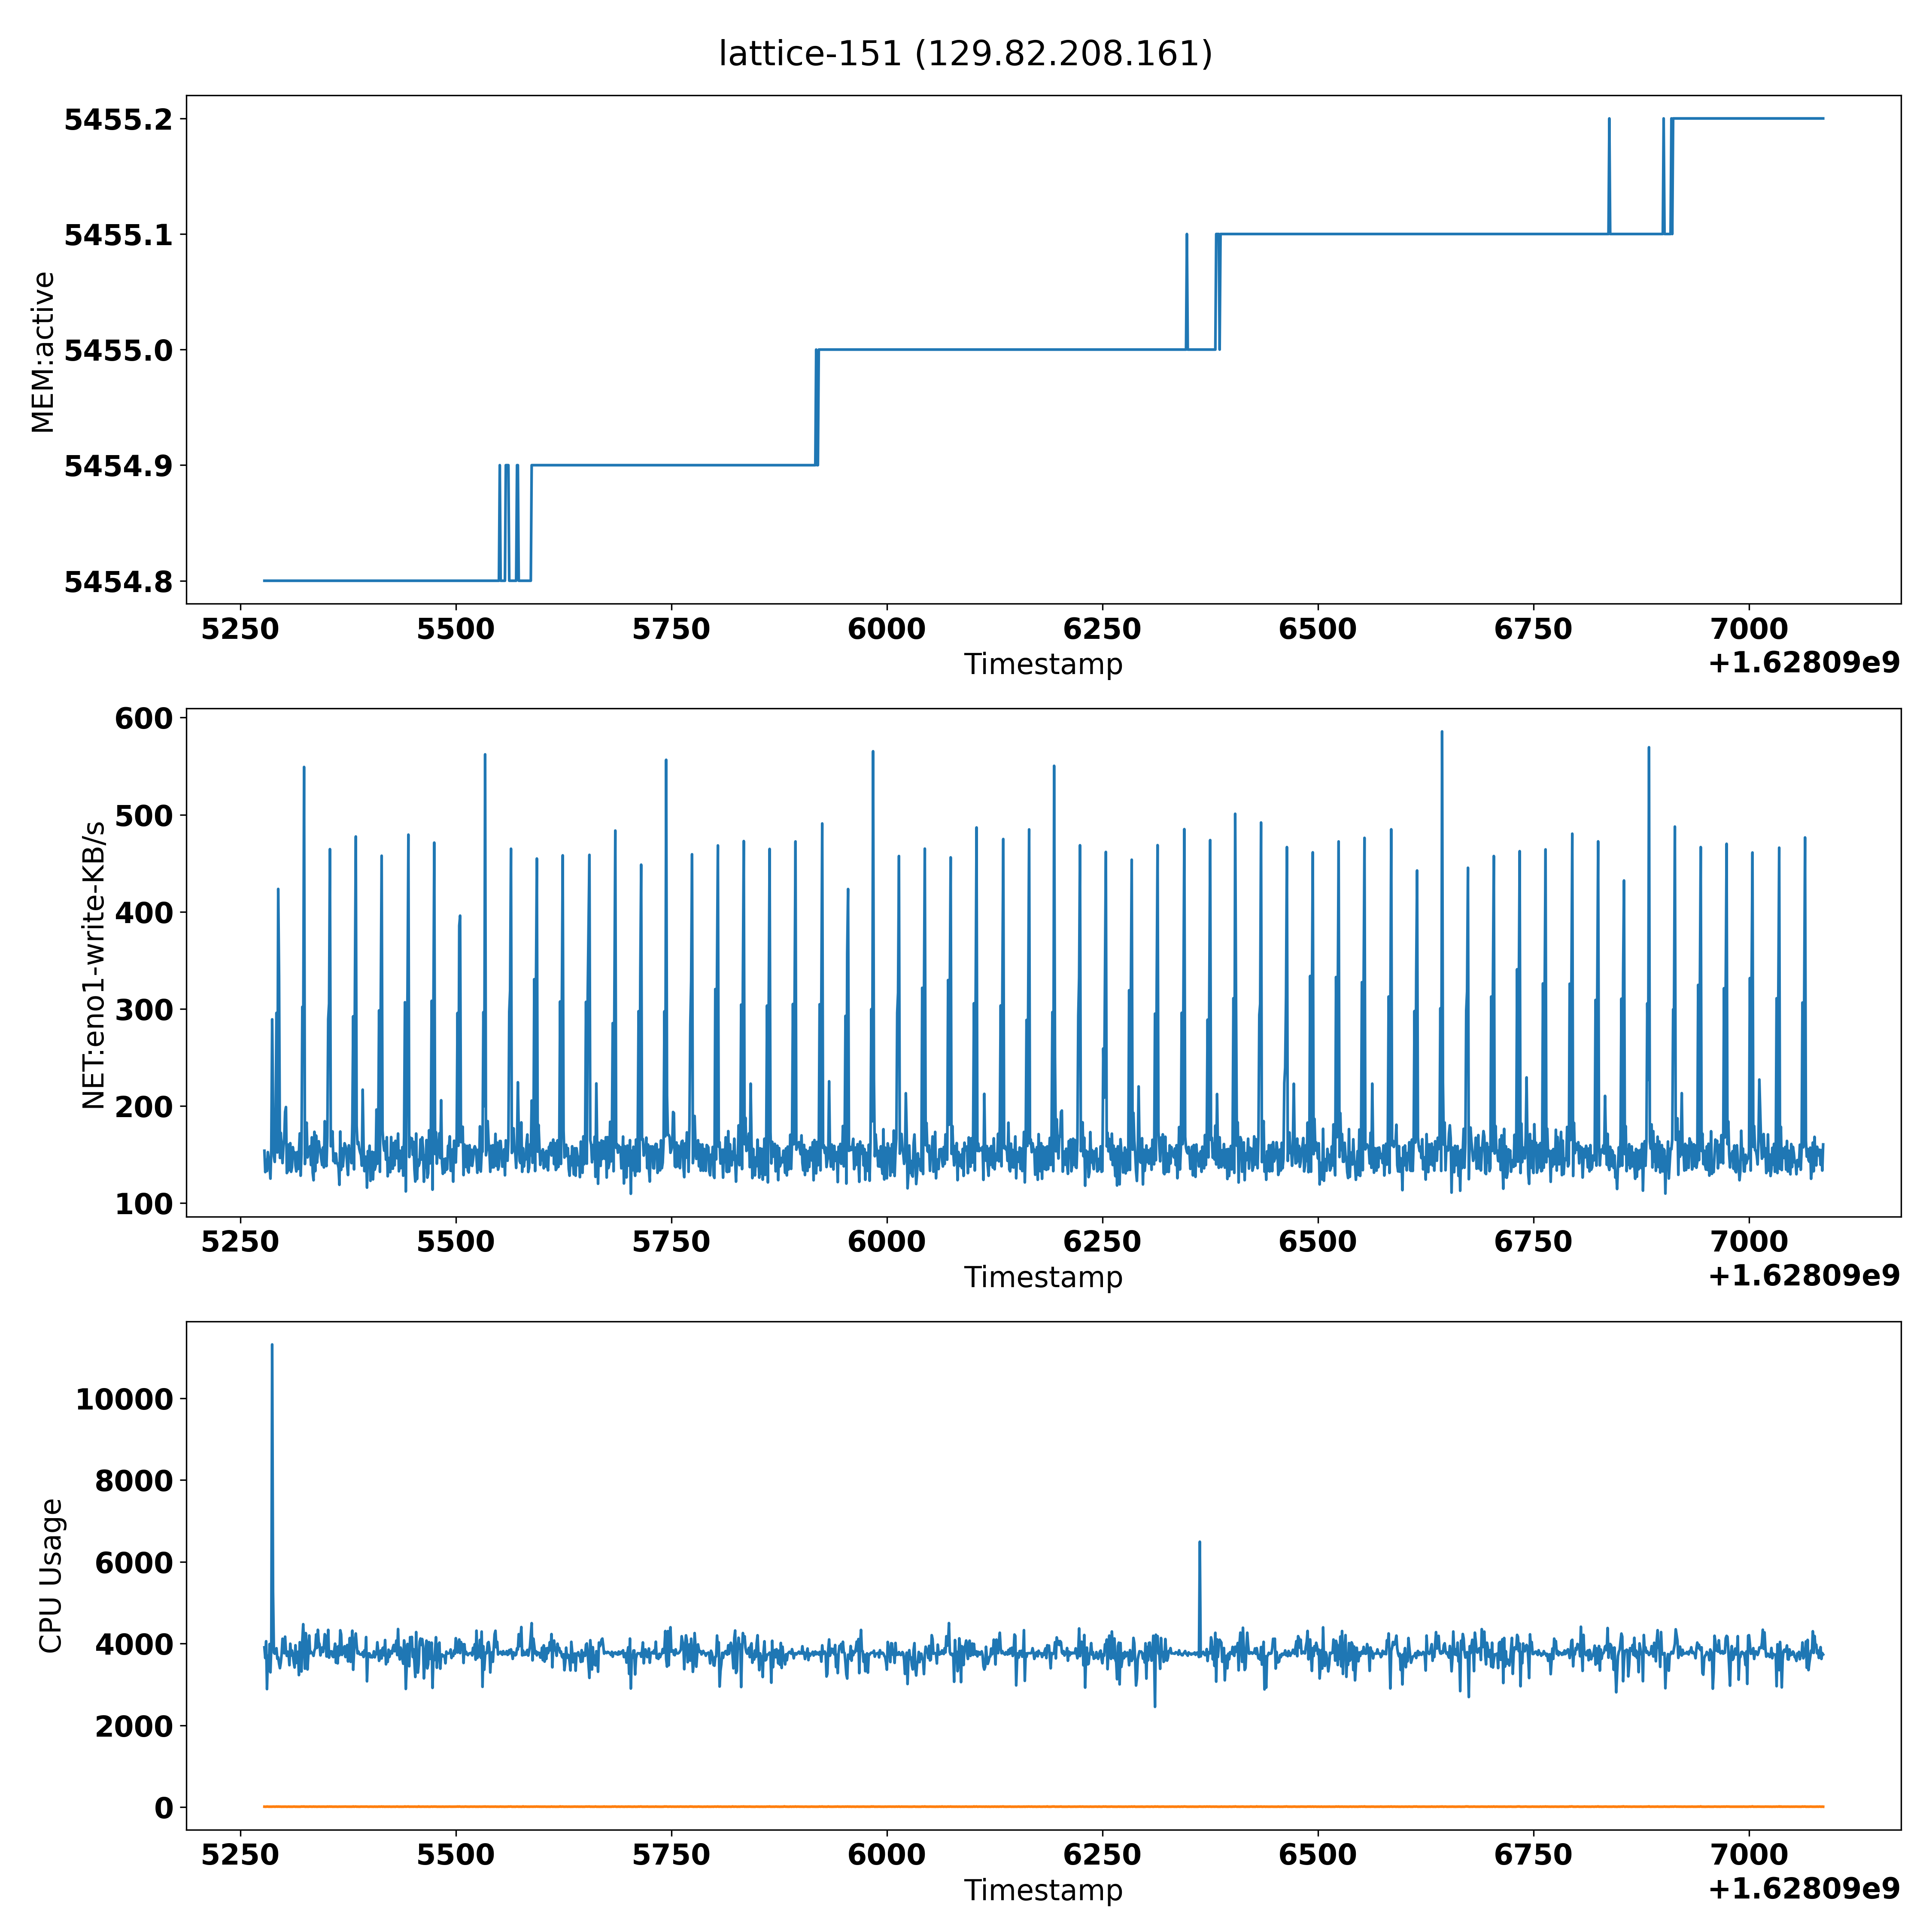 lattice-151 (129.82.208.161)
5455.2
5455.1
5455.0
5454.9
5454.8
MEM:active
5250 5500 5750 6000 6250 6500 6750 7000
Timestamp
+1.62809e9
600
500
400
300
200
100
NET:eno1-write-KB/s
5250 5500 5750 6000 6250 6500 6750 7000
Timestamp
+1.62809e9
10000
8000
6000
4000
2000
0
CPU Usage
5250 5500 5750 6000 6250 6500 6750 7000
Timestamp
+1.62809e9